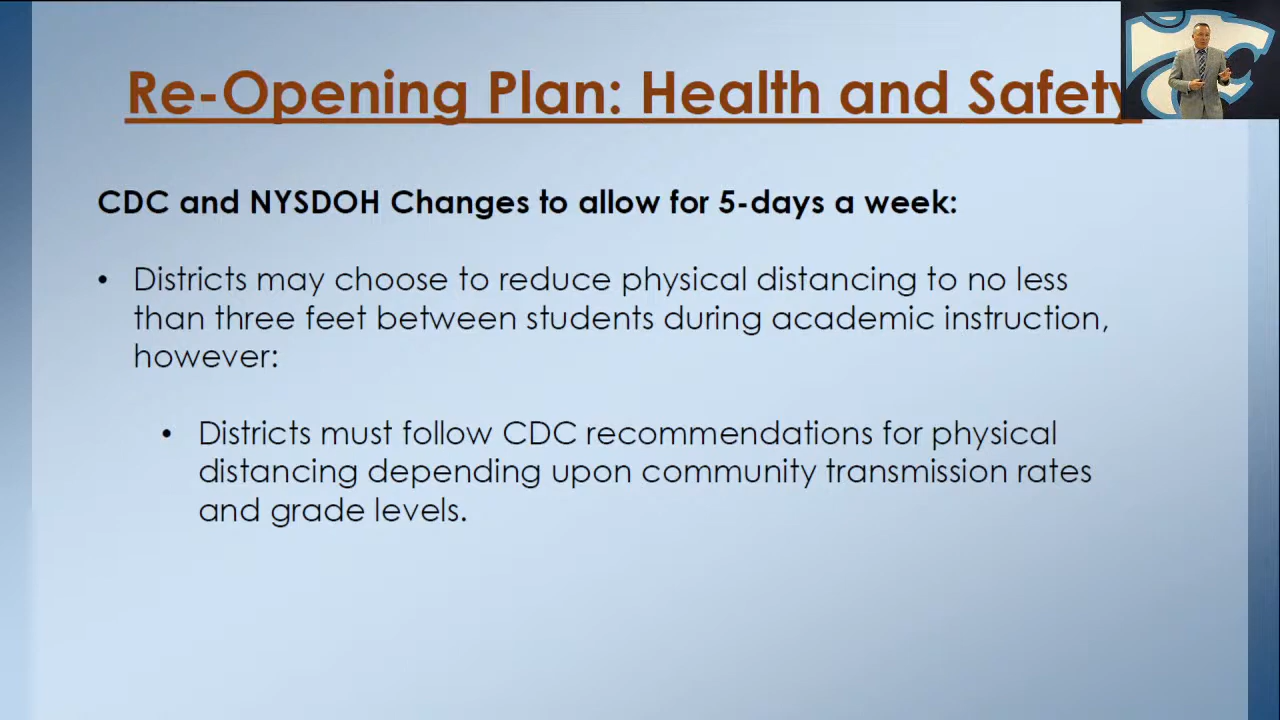 Re-Opening Plan: Health and Safety
CDC and NYSDOH Changes to allow for 5-days a week:
• Districts may choose to reduce physical distancing to no less
than three feet between students during academic instruction,
however:
• Districts must follow CDC recommendations for physical
distancing depending upon community transmission rates
and grade levels.